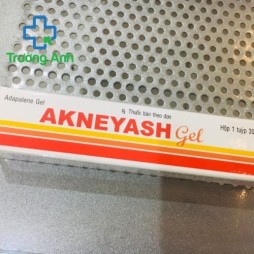 Trường Anh
℞ Thuốc bán theo đơn
Adapalene Gel
AKNEYASH Gel
Hộp 1 tuýp 30